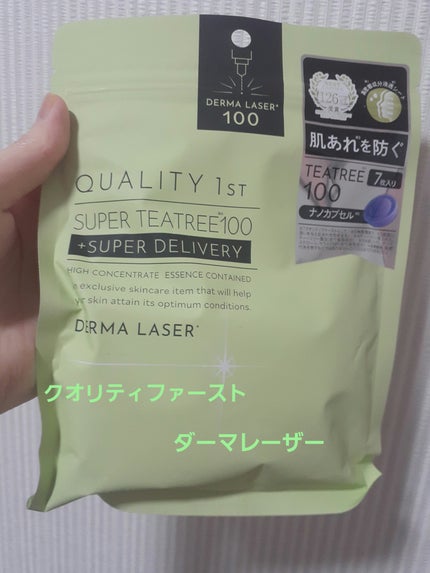 DERMA LASER
100
126
肌あれを防ぐ
TEATREE
100
7枚入り
ナノカプセル
QUALITY 1ST
SUPER TEATREE 100
+SUPER DELIVERY
HIGH CONCENTRATE ESSENCE CONTAINED
exclusive skincare item that will help
skin attain its optimum conditions.
DERMA LASER
クオリティファースト
ダーマレーザー